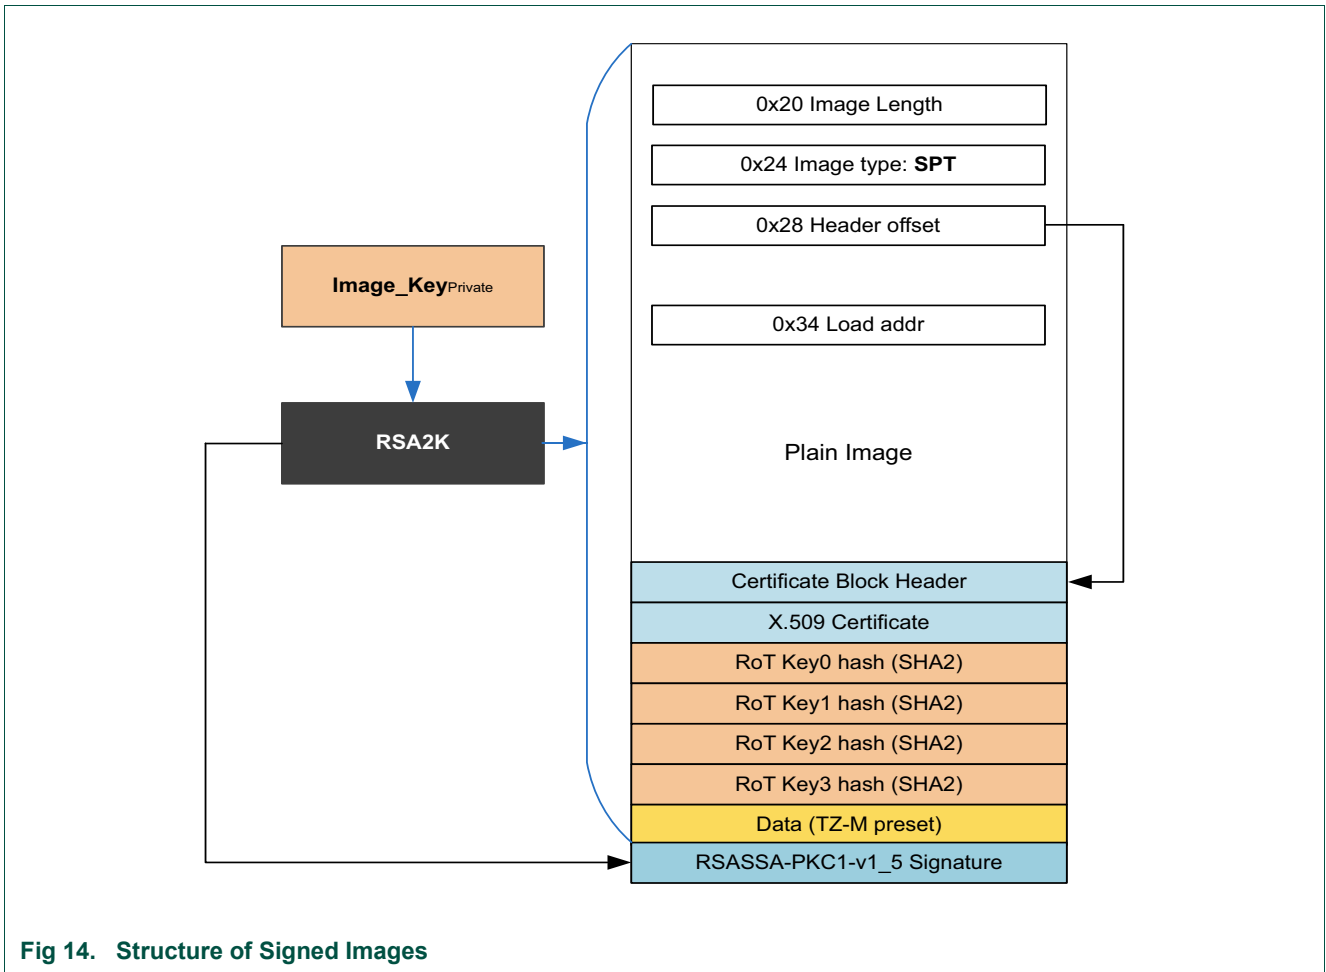 0x20 Image Length
0x24 Image type: SPT
0x28 Header offset
Image_KeyPrivate
0x34 Load addr
RSA2K
Plain Image
Certificate Block Header
X.509 Certificate
RoT Key0 hash (SHA2)
RoT Key1 hash (SHA2)
RoT Key2 hash (SHA2)
RoT Key3 hash (SHA2)
Data (TZ-M preset)
RSASSA-PKC1-v1_5 Signature
Fig 14. Structure of Signed Images